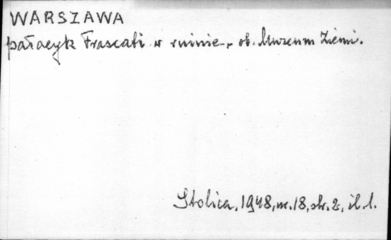 WARSZAWA
pałacyk Frascati w ruinie, ob. Muzeum Ziemi.
Stolica, 1948, nr. 18, str. 2, il. 1.